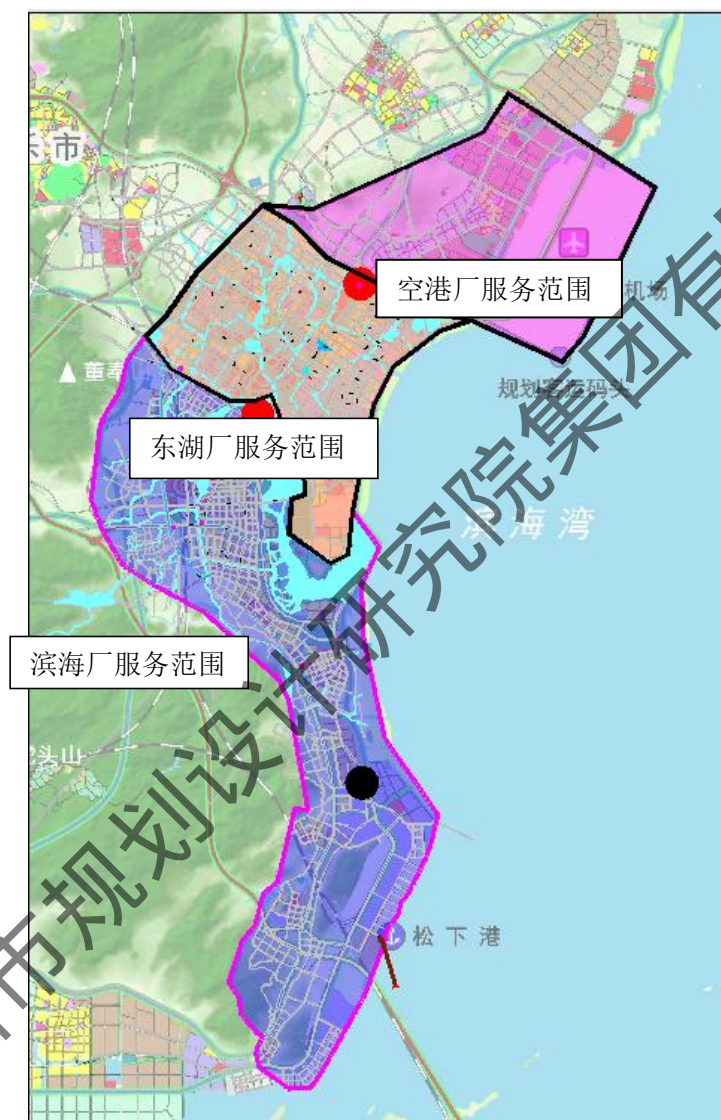 市
空港厂服务范围
机场
董奉
规划客运码头
东湖厂服务范围
滨海湾
滨海厂服务范围
头山
松下港
市规划设计研究院集团有